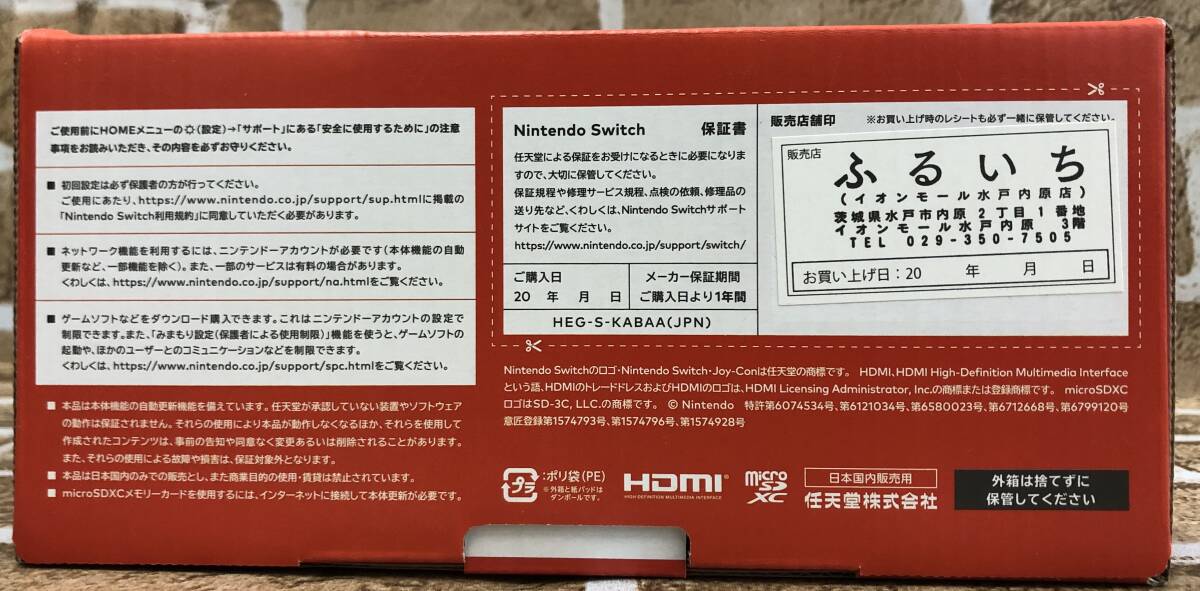 ご使用前にHOMEメニューの(設定)→「サポート」にある「安全に使用するために」の注意
事項をお読みいただき、その内容を必ずお守りください。
■ 初回設定は必ず保護者の方が行ってください。
ご使用にあたり、https://www.nintendo.co.jp/support/sup.htmlに掲載の
「Nintendo Switch利用規約」に同意していただく必要があります。
■ ネットワーク機能を利用するには、ニンテンドーアカウントが必要です(本体機能の自動
更新など、一部機能を除く)。また、一部のサービスは有料の場合があります。
くわしくは、https://www.nintendo.co.jp/support/na.htmlをご覧ください。
■ ゲームソフトなどをダウンロード購入できます。これはニンテンドーアカウントの設定で
制限できます。また、「みまもり設定(保護者による使用制限)」機能を使うと、ゲームソフトの
起動や、ほかのユーザーとのコミュニケーションなどを制限できます。
くわしくは、https://www.nintendo.co.jp/support/spc.htmlをご覧ください。
■ 本品は本体機能の自動更新機能を備えています。任天堂が承認していない装置やソフトウェア
の動作は保証されません。それらの使用により本品が動作しなくなるほか、それらを使用して
作成されたコンテンツは、事前の告知や同意なく変更あるいは削除されることがあります。
また、それらの使用による故障や損害は、保証対象外となります。
■ 本品は日本国内のみでの販売とし、また商業目的の使用・賃貸は禁止されています。
■ microSDXCメモリーカードを使用するには、インターネットに接続して本体更新が必要です。
Nintendo Switch 保証書
任天堂による保証をお受けになるときに必要になりま
すので、大切に保管してください。
保証規程や修理サービス規程、点検の依頼、修理品の
送り先など、くわしくは、Nintendo Switchサポート
サイトをご覧ください。
https://www.nintendo.co.jp/support/switch/
ご購入日 メーカー保証期間
20 年 月 日 ご購入日より1年間
HEG-S-KABAA(JPN)
販売店舗印 ※お買い上げ時のレシートも必ず一緒に保管してください。
販売店
ふるいち
(イオンモール水戸内原店)
茨城県水戸市内原2丁目1番地
イオンモール水戸内原 3階
TEL 029-350-7505
お買い上げ日:20 年 月 日
Nintendo Switchのロゴ・Nintendo Switch・Joy-Conは任天堂の商標です。 HDMI、HDMI High-Definition Multimedia Interface
という語、HDMIのトレードドレスおよびHDMIのロゴは、HDMI Licensing Administrator, Inc.の商標または登録商標です。 microSDXC
ロゴはSD-3C, LLC.の商標です。 © Nintendo 特許第6074534号、第6121034号、第6580023号、第6712668号、第6799120号
意匠登録第1574793号、第1574796号、第1574928号
プラ
:ポリ袋(PE)
※外箱と紙パッドは
ダンボールです。
HDMI
HIGH DEFINITION MULTIMEDIA INTERFACE
micro
SD
XC
日本国内販売用
任天堂株式会社
外箱は捨てずに
保管してください